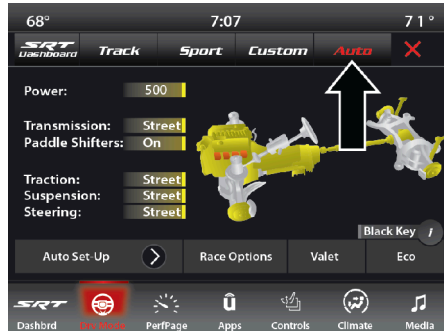 68° 7:07 71°
SRT Dashboard Track Sport Custom Auto X
Power: 500
Transmission: Street
Paddle Shifters: On
Traction: Street
Suspension: Street
Steering: Street
Black Key i
Auto Set-Up Race Options Valet Eco
SRT û
Dashbrd Drv Mode PerfPage Apps Controls Climate Media